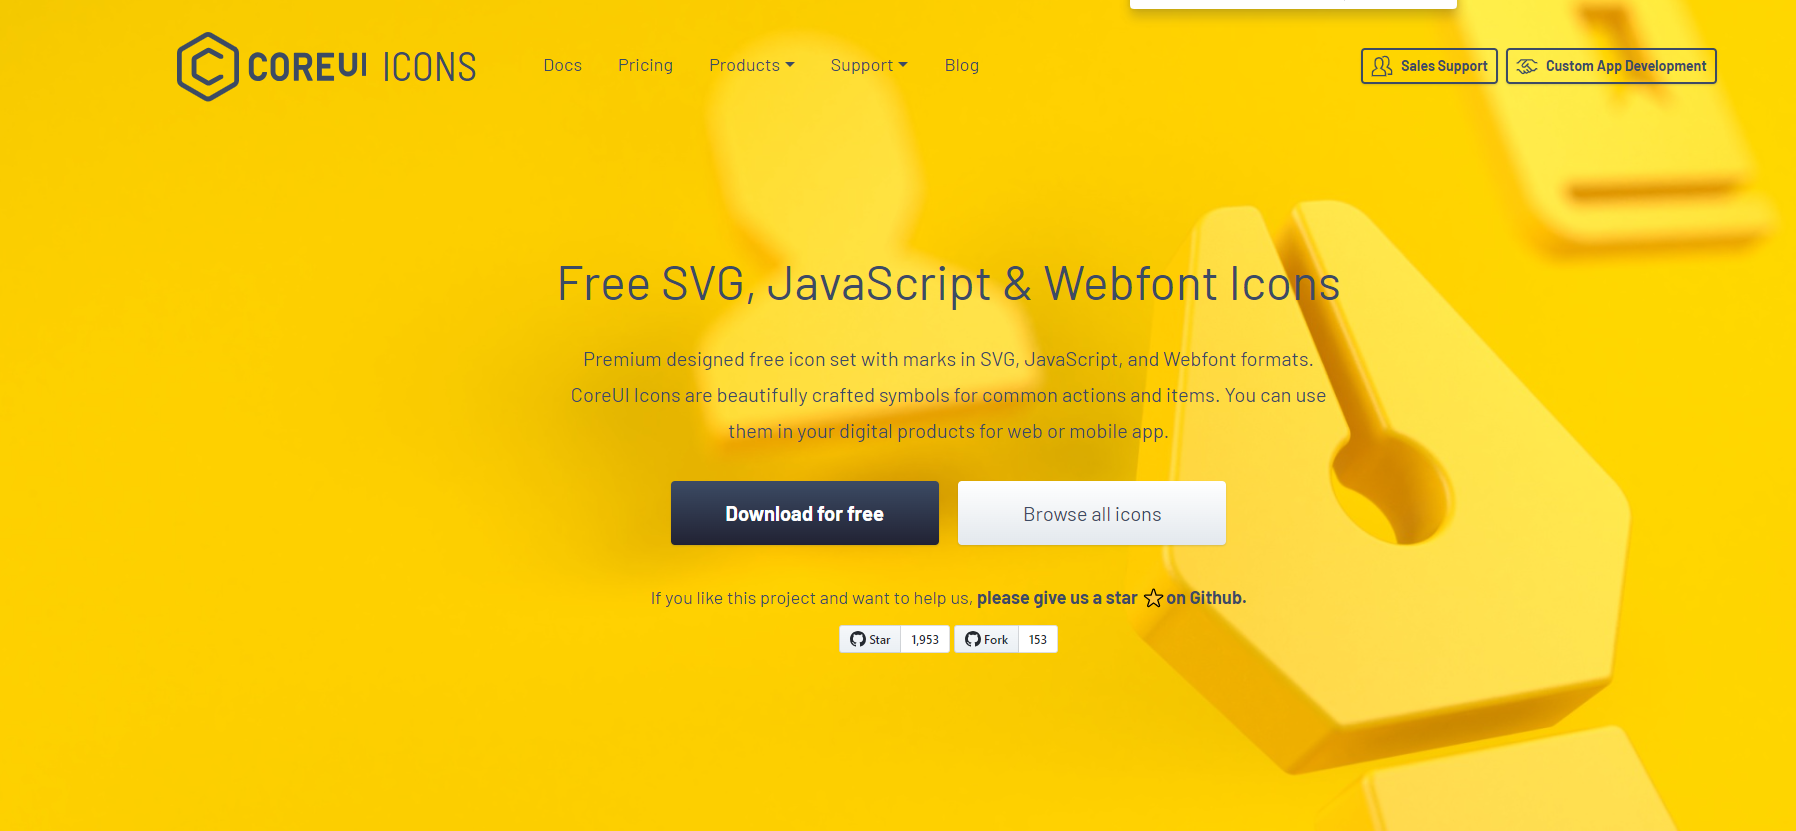 COREUI ICONS
Docs
Pricing
Products
Support
Blog
Sales Support
Custom App Development
Free SVG, JavaScript & Webfont Icons
Premium designed free icon set with marks in SVG, JavaScript, and Webfont formats.
CoreUI Icons are beautifully crafted symbols for common actions and items. You can use
them in your digital products for web or mobile app.
Download for free
Browse all icons
If you like this project and want to help us, please give us a star on Github.
Star 1,953 Fork 153